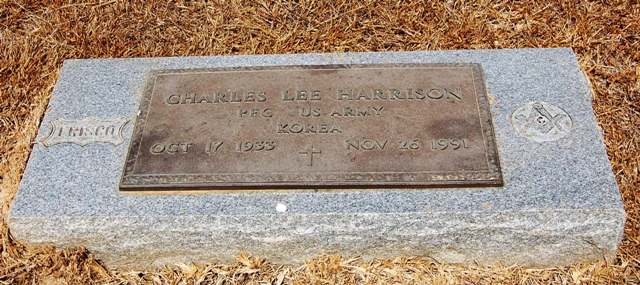 CHARLES LEE HARRISON
PFC US ARMY
KOREA
OCT 17 1933 NOV 26 1991
FRISCO